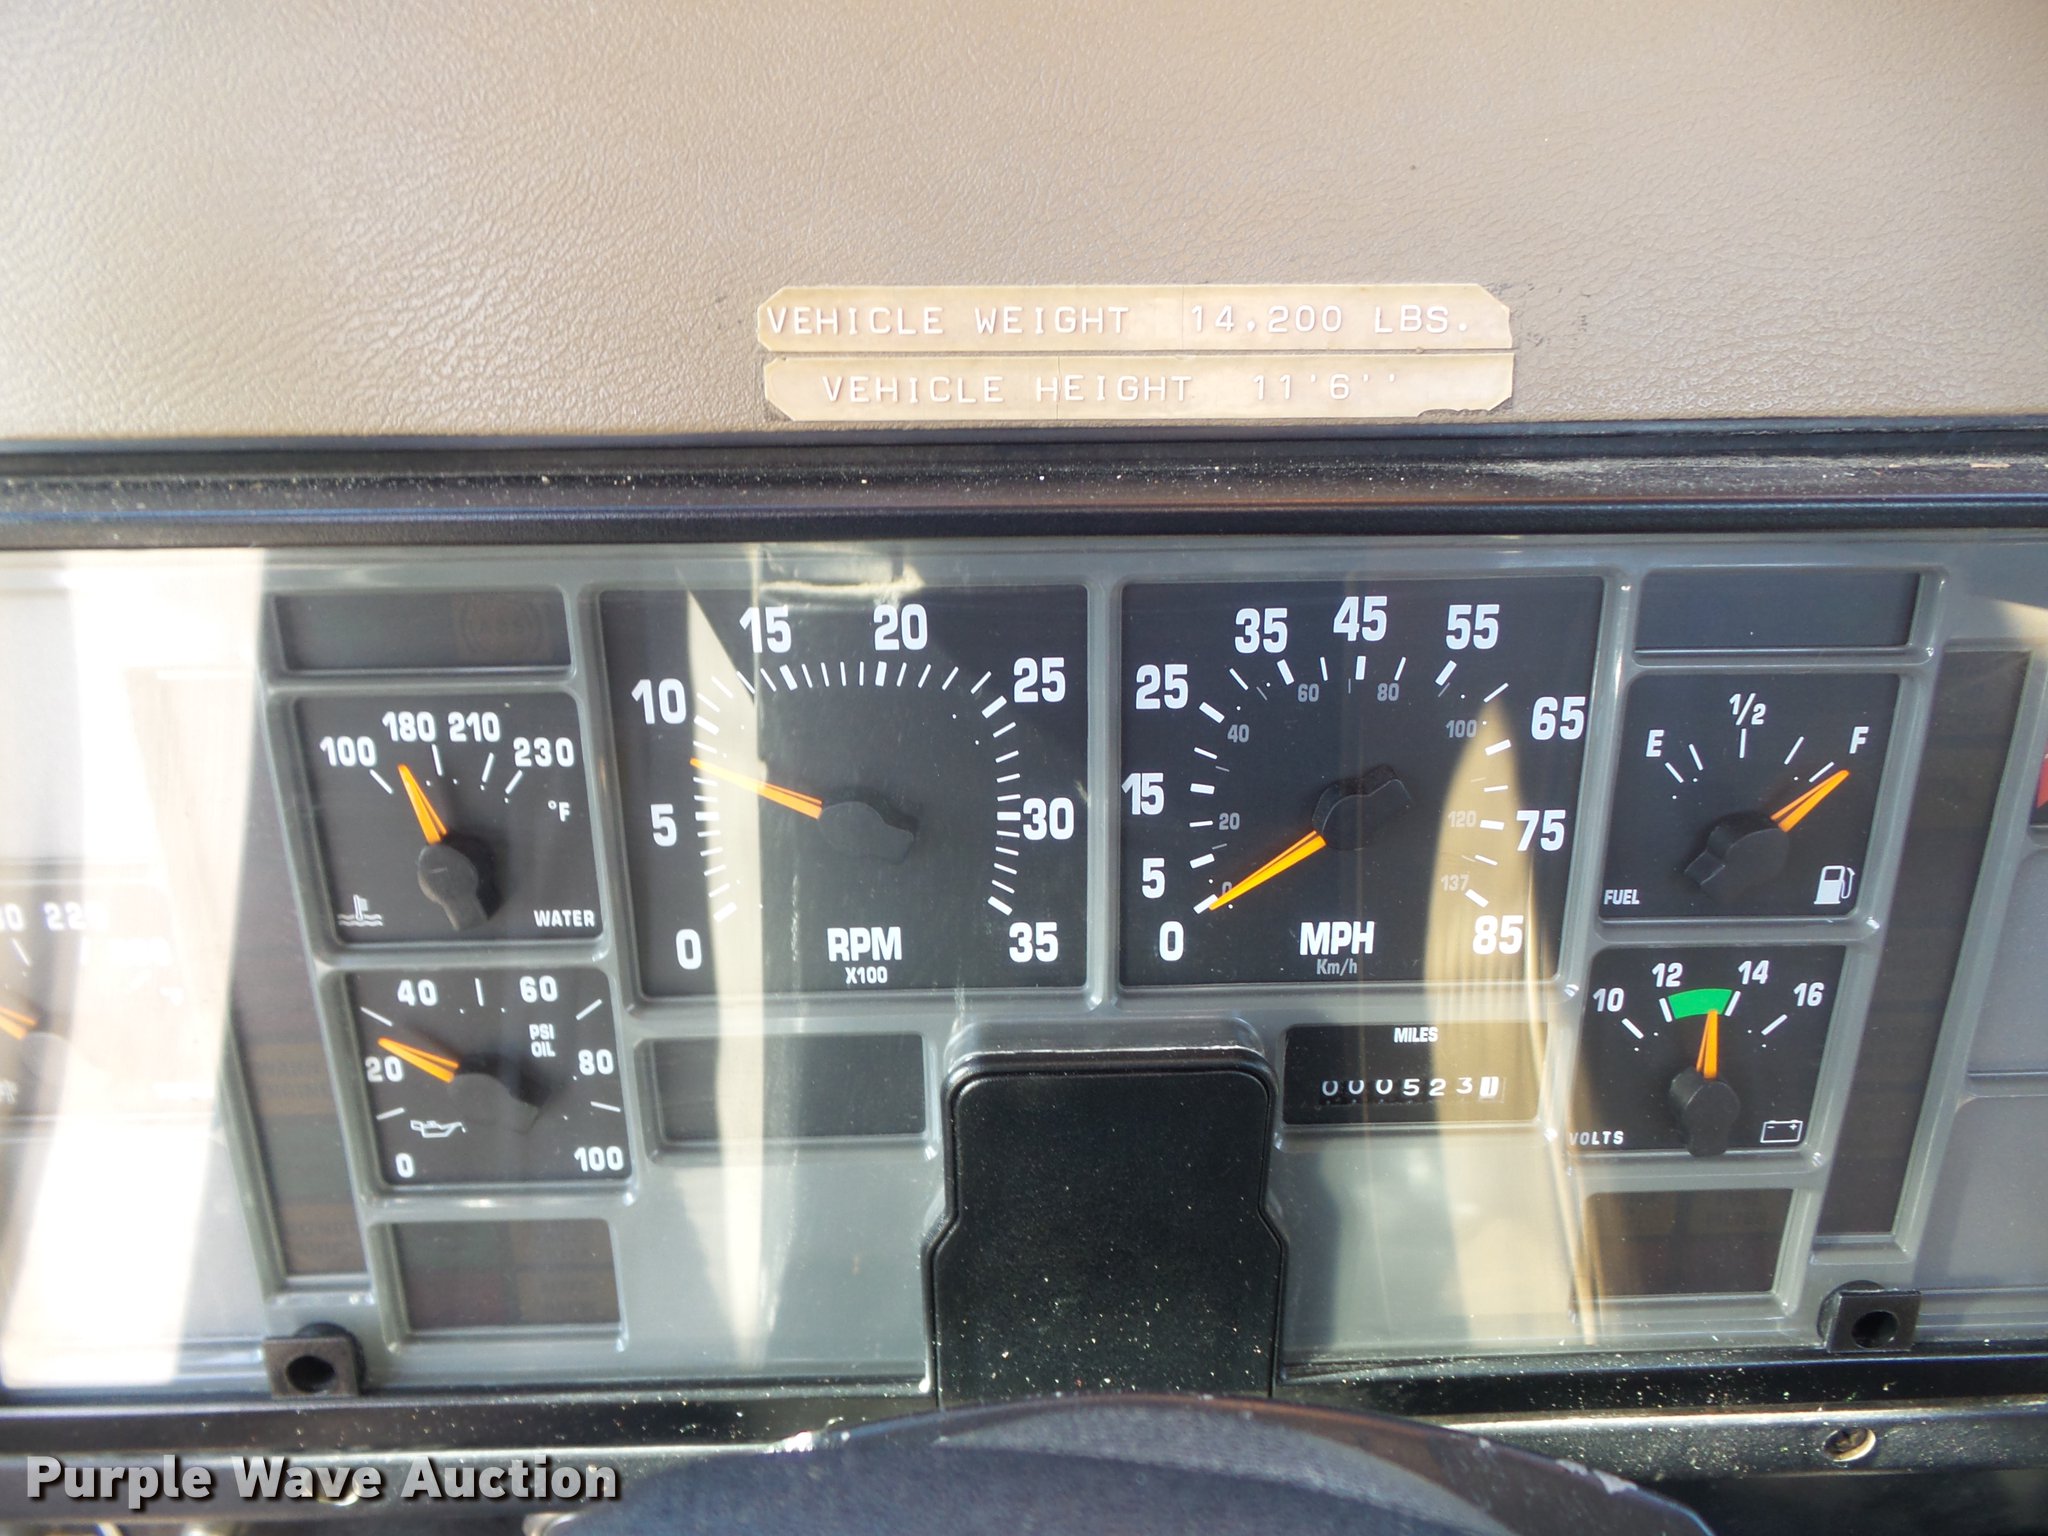 VEHICLE WEIGHT 14,200 LBS.
VEHICLE HEIGHT 11'6''
100 180 210 230
°F
WATER
0 5 10 15 20 25 30 35
RPM
X100
0 5 15 25 35 45 55 65 75 85
0 20 40 60 80 100 120 137
MPH
Km/h
E 1/2 F
FUEL
0 20 40 60 80 100
PSI
OIL
MILES
000523
10 12 14 16
VOLTS
Purple Wave Auction